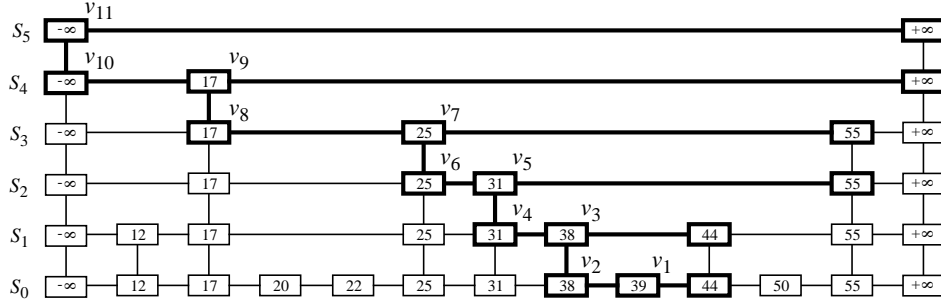 v11
S5 -∞ +∞
v10 v9
S4 -∞ 17 +∞
v8 v7
S3 -∞ 17 25 55 +∞
v6 v5
S2 -∞ 17 25 31 55 +∞
v4 v3
S1 -∞ 12 17 25 31 38 44 55 +∞
v2 v1
S0 -∞ 12 17 20 22 25 31 38 39 44 50 55 +∞